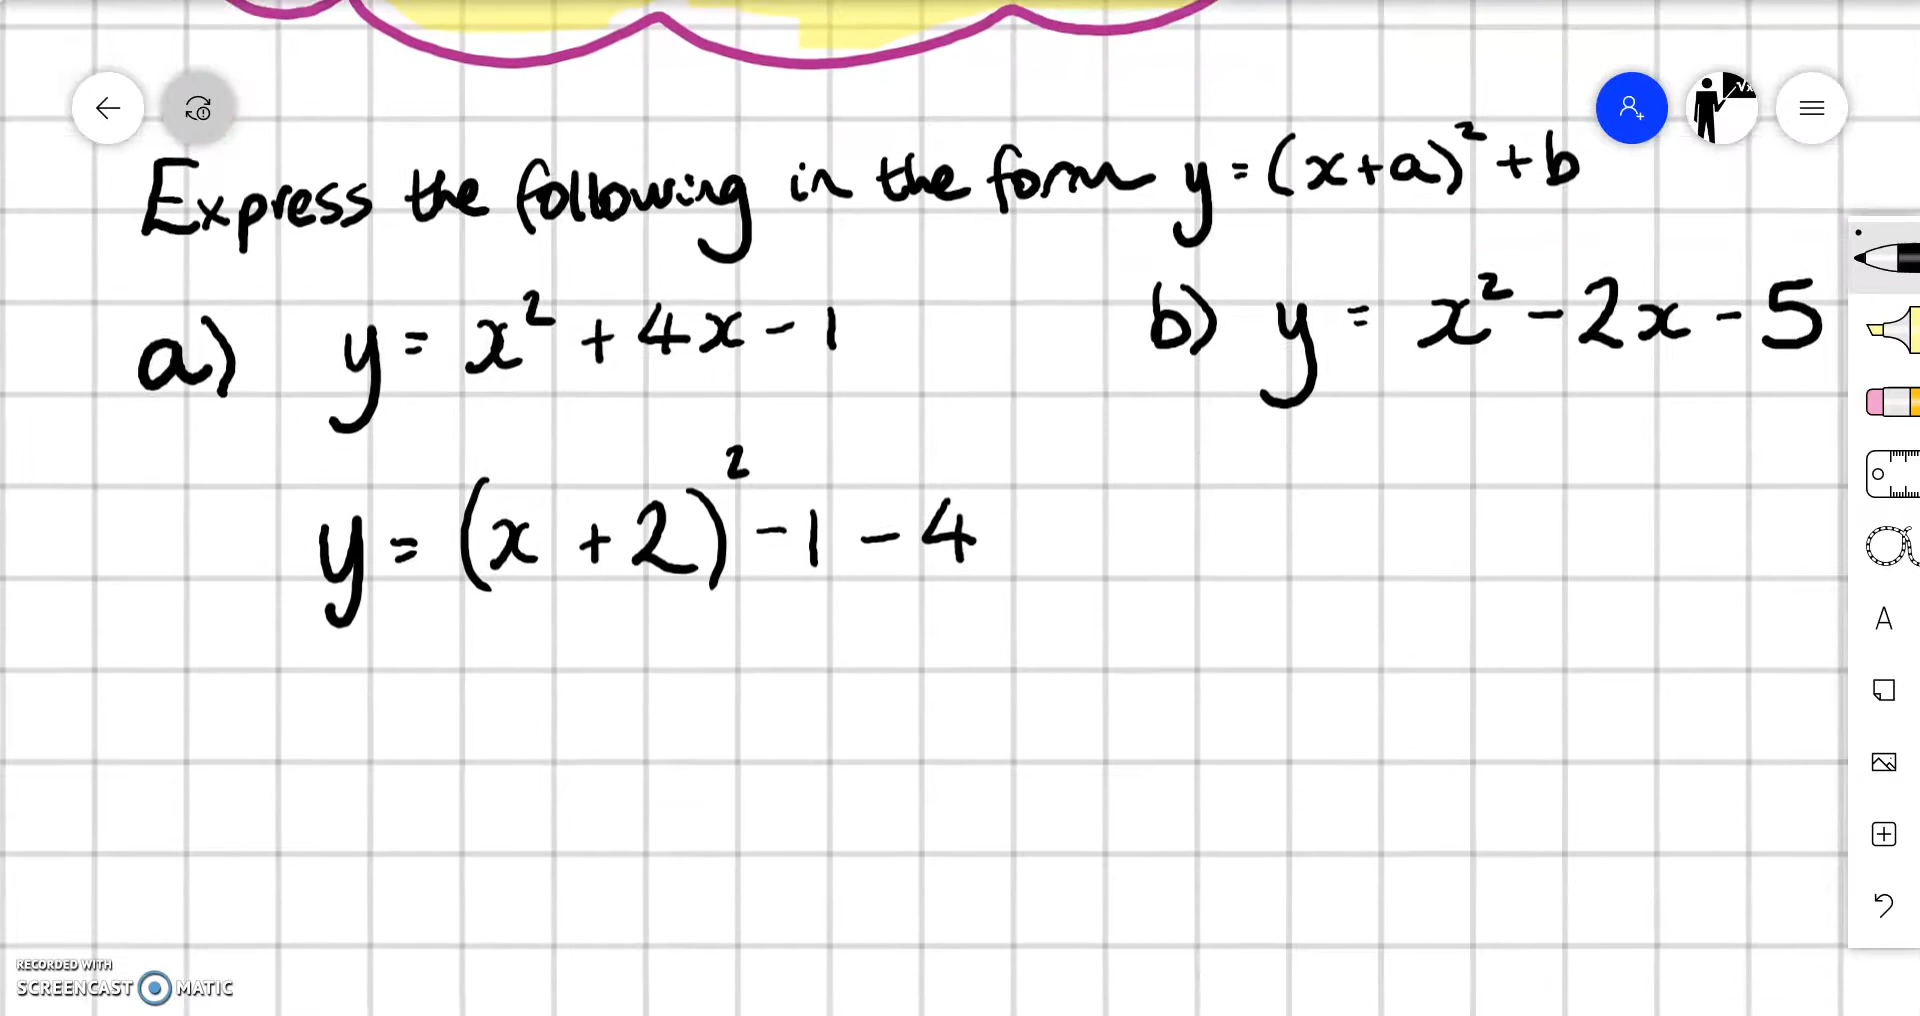 Express the following in the form y = (x+a)² + b
a) y = x² + 4x - 1
b) y = x² - 2x - 5
y = (x + 2)² - 1 - 4
A
RECORDED WITH
SCREENCAST MATIC